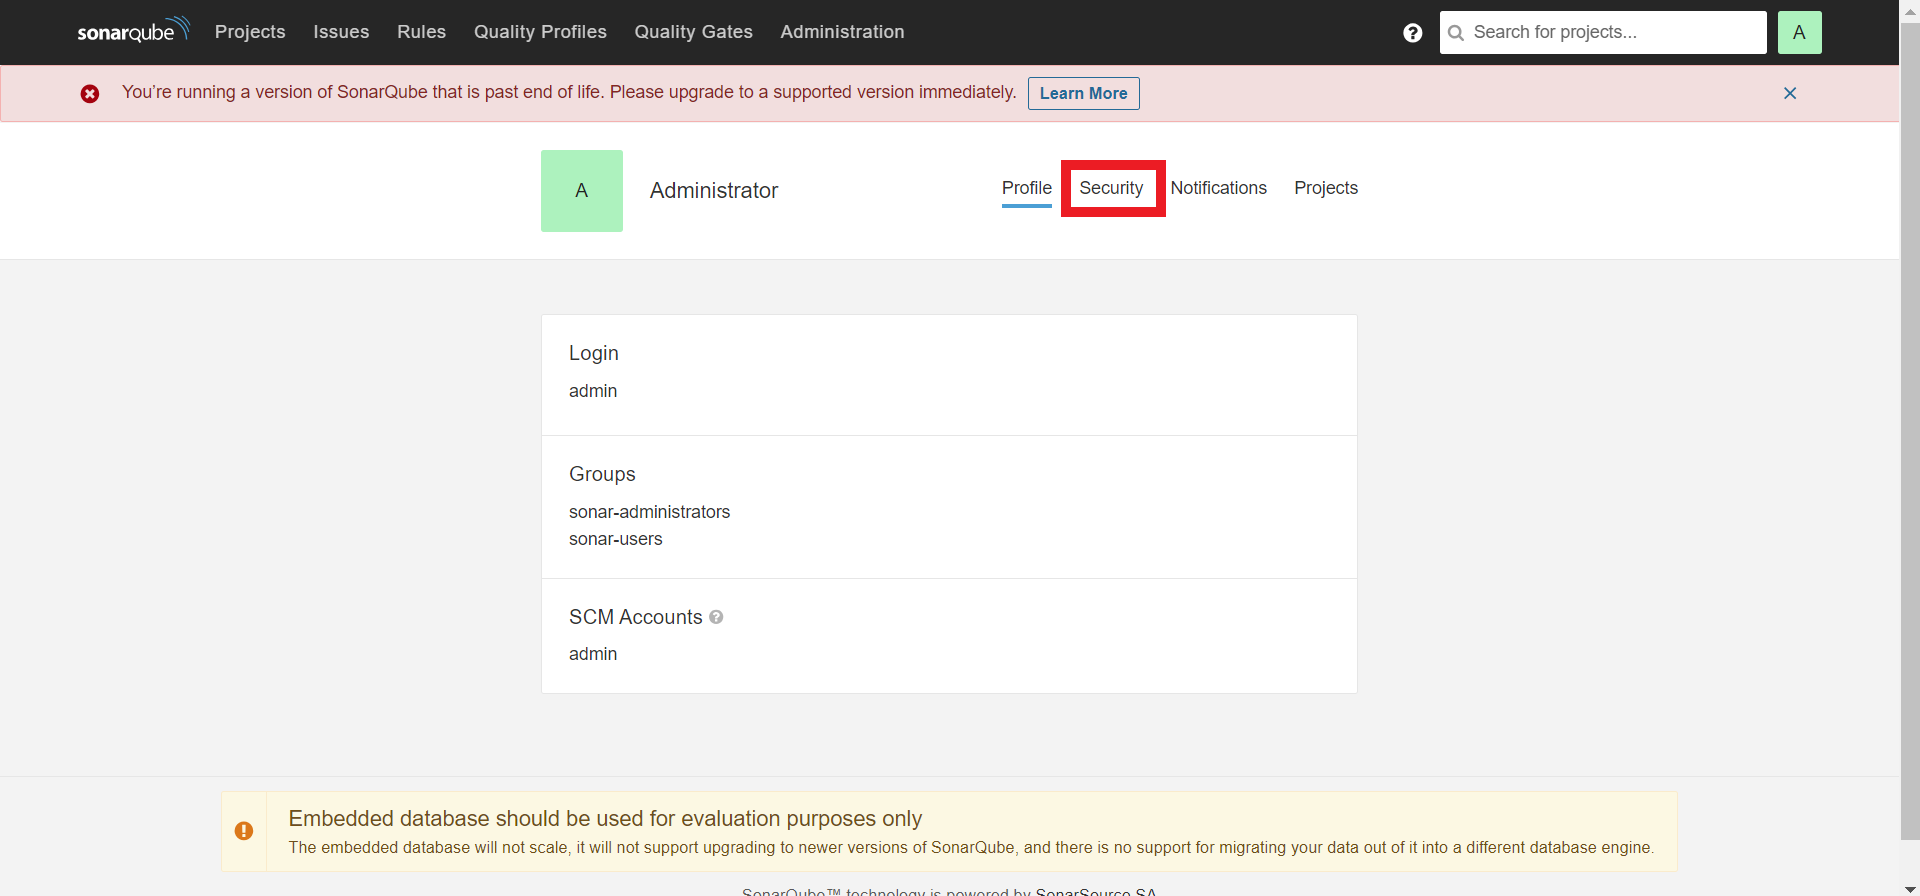 sonarqube Projects Issues Rules Quality Profiles Quality Gates Administration Search for projects... A
You're running a version of SonarQube that is past end of life. Please upgrade to a supported version immediately. Learn More
A Administrator Profile Security Notifications Projects
Login
admin
Groups
sonar-administrators
sonar-users
SCM Accounts
admin
Embedded database should be used for evaluation purposes only
The embedded database will not scale, it will not support upgrading to newer versions of SonarQube, and there is no support for migrating your data out of it into a different database engine.
SonarQube™ technology is powered by SonarSource SA